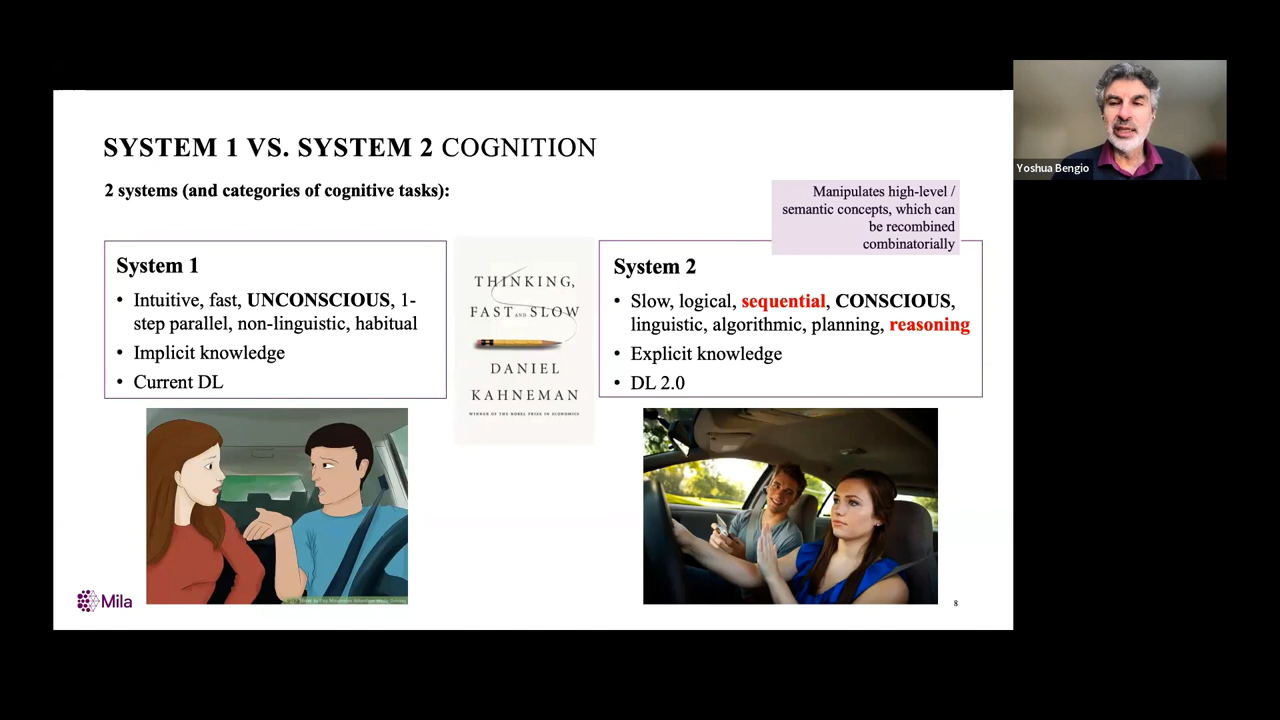 SYSTEM 1 VS. SYSTEM 2 COGNITION
2 systems (and categories of cognitive tasks):
Manipulates high-level /
semantic concepts, which can
be recombined
combinatorially
System 1
• Intuitive, fast, UNCONSCIOUS, 1-
step parallel, non-linguistic, habitual
• Implicit knowledge
• Current DL
THINKING,
FAST AND SLOW
DANIEL
KAHNEMAN
WINNER OF THE NOBEL PRIZE IN ECONOMICS
System 2
• Slow, logical, sequential, CONSCIOUS,
linguistic, algorithmic, planning, reasoning
• Explicit knowledge
• DL 2.0
Mila
8
Yoshua Bengio